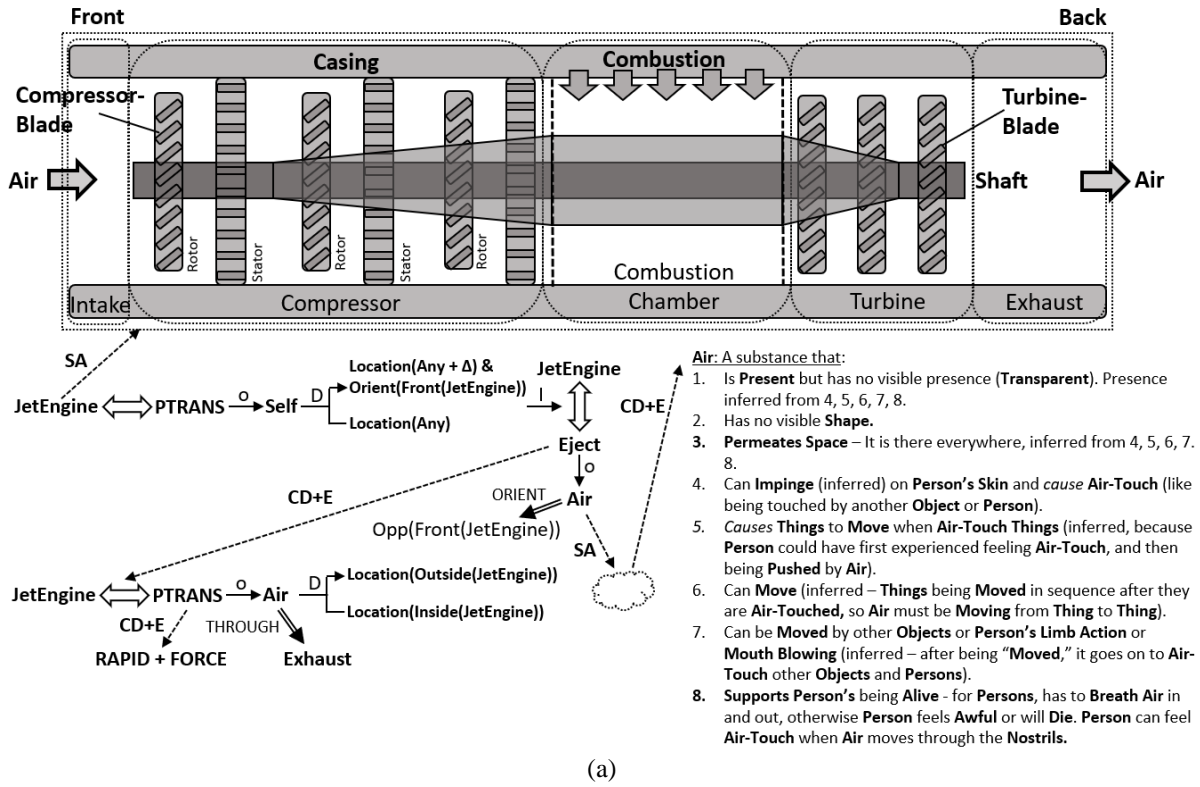 Front
Back
Casing
Combustion
Compressor-
Blade
Turbine-
Blade
Air
Shaft
Air
Rotor
Stator
Rotor
Stator
Rotor
Combustion
Intake
Compressor
Chamber
Turbine
Exhaust
SA
JetEngine
PTRANS
o
Self
D
Location(Any + Δ) &
Orient(Front(JetEngine))
Location(Any)
I
JetEngine
Eject
o
Air
ORIENT
Opp(Front(JetEngine))
SA
CD+E
CD+E
JetEngine
PTRANS
o
Air
D
Location(Outside(JetEngine))
Location(Inside(JetEngine))
CD+E
RAPID + FORCE
THROUGH
Exhaust
Air: A substance that:
1. Is Present but has no visible presence (Transparent). Presence
inferred from 4, 5, 6, 7, 8.
2. Has no visible Shape.
3. Permeates Space – It is there everywhere, inferred from 4, 5, 6, 7.
8.
4. Can Impinge (inferred) on Person's Skin and cause Air-Touch (like
being touched by another Object or Person).
5. Causes Things to Move when Air-Touch Things (inferred, because
Person could have first experienced feeling Air-Touch, and then
being Pushed by Air).
6. Can Move (inferred – Things being Moved in sequence after they
are Air-Touched, so Air must be Moving from Thing to Thing).
7. Can be Moved by other Objects or Person's Limb Action or
Mouth Blowing (inferred – after being "Moved," it goes on to Air-
Touch other Objects and Persons).
8. Supports Person's being Alive - for Persons, has to Breath Air in
and out, otherwise Person feels Awful or will Die. Person can feel
Air-Touch when Air moves through the Nostrils.
(a)